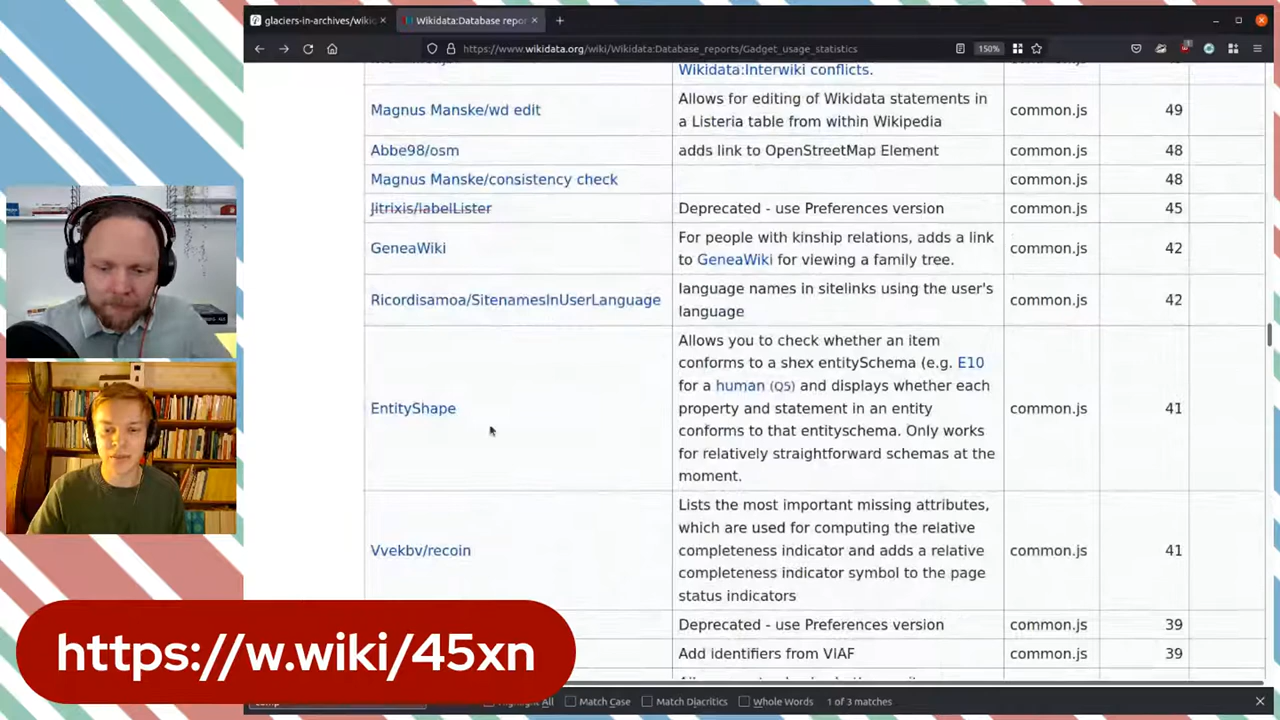 glaciers-in-archives/wiki
Wikidata:Database repor
https://www.wikidata.org/wiki/Wikidata:Database_reports/Gadget_usage_statistics
150%
Wikidata:Interwiki conflicts.
Magnus Manske/wd edit
Allows for editing of Wikidata statements in
a Listeria table from within Wikipedia
common.js
49
Abbe98/osm
adds link to OpenStreetMap Element
common.js
48
Magnus Manske/consistency check
common.js
48
Jitrixis/labelLister
Deprecated - use Preferences version
common.js
45
GeneaWiki
For people with kinship relations, adds a link
to GeneaWiki for viewing a family tree.
common.js
42
Ricordisamoa/SitenamesInUserLanguage
language names in sitelinks using the user's
language
common.js
42
EntityShape
Allows you to check whether an item
conforms to a shex entitySchema (e.g. E10
for a human (Q5) and displays whether each
property and statement in an entity
conforms to that entityschema. Only works
for relatively straightforward schemas at the
moment.
common.js
41
Vvekbv/recoin
Lists the most important missing attributes,
which are used for computing the relative
completeness indicator and adds a relative
completeness indicator symbol to the page
status indicators
common.js
41
Deprecated - use Preferences version
common.js
39
Add identifiers from VIAF
common.js
39
https://w.wiki/45xn
Highlight All
Match Case
Match Diacritics
Whole Words
1 of 3 matches